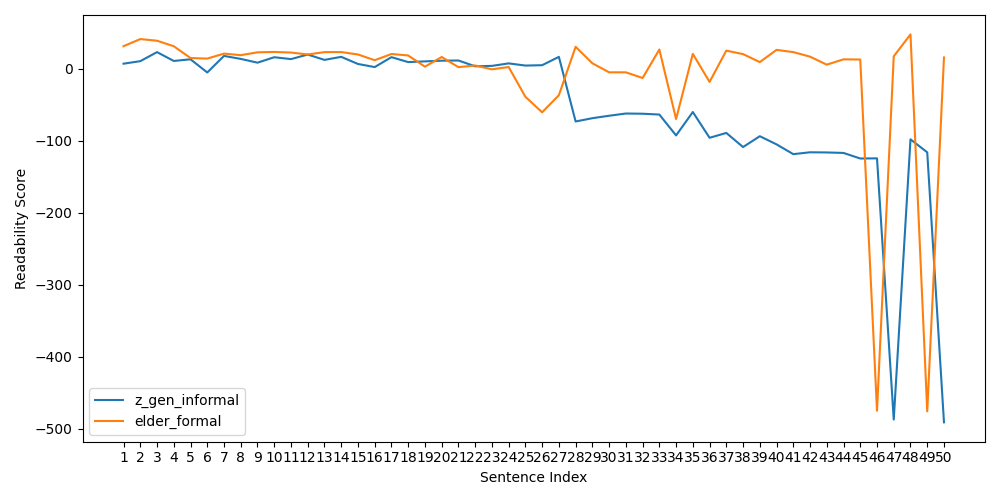 Readability Score
0
−100
−200
−300
−400
−500
z_gen_informal
elder_formal
1 2 3 4 5 6 7 8 9 10 11 12 13 14 15 16 17 18 19 20 21 22 23 24 25 26 27 28 29 30 31 32 33 34 35 36 37 38 39 40 41 42 43 44 45 46 47 48 49 50
Sentence Index